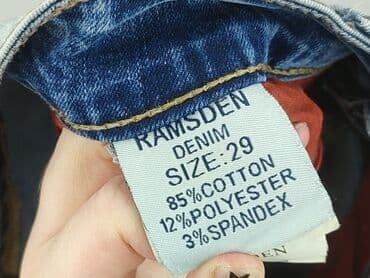 RAMSDEN
DENIM
SIZE:29
85%COTTON
12%POLYESTER
3%SPANDEX